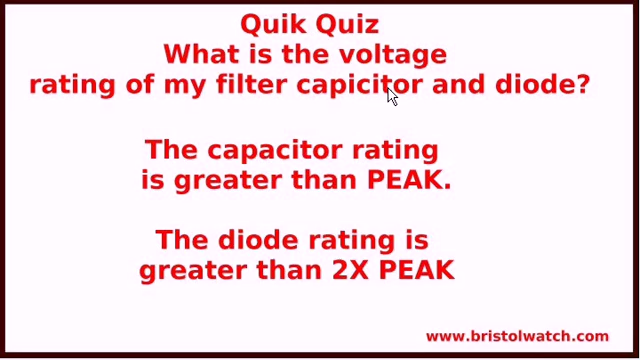 Quik Quiz
What is the voltage
rating of my filter capicitor and diode?
The capacitor rating
is greater than PEAK.
The diode rating is
greater than 2X PEAK
www.bristolwatch.com